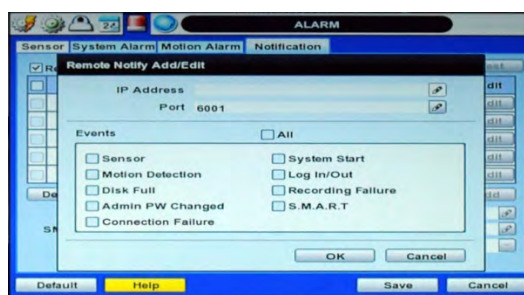 ALARM
Sensor System Alarm Motion Alarm Notification
Remote Notify Add/Edit
IP Address
Port 6001
Events All
Sensor System Start
Motion Detection Log In/Out
Disk Full Recording Failure
Admin PW Changed S.M.A.R.T
Connection Failure
OK Cancel
Default Help Save Cancel